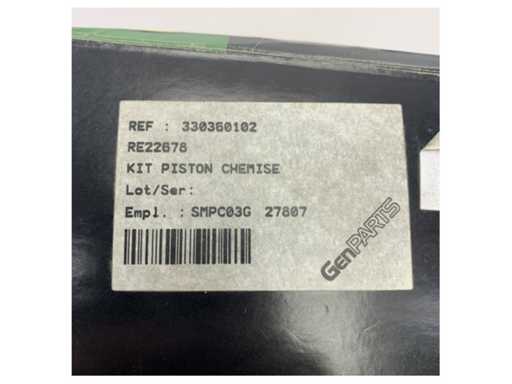 REF : 330360102
RE22678
KIT PISTON CHEMISE
Lot/Ser:
Empl. : SMPC03G 27807
GenPARTS